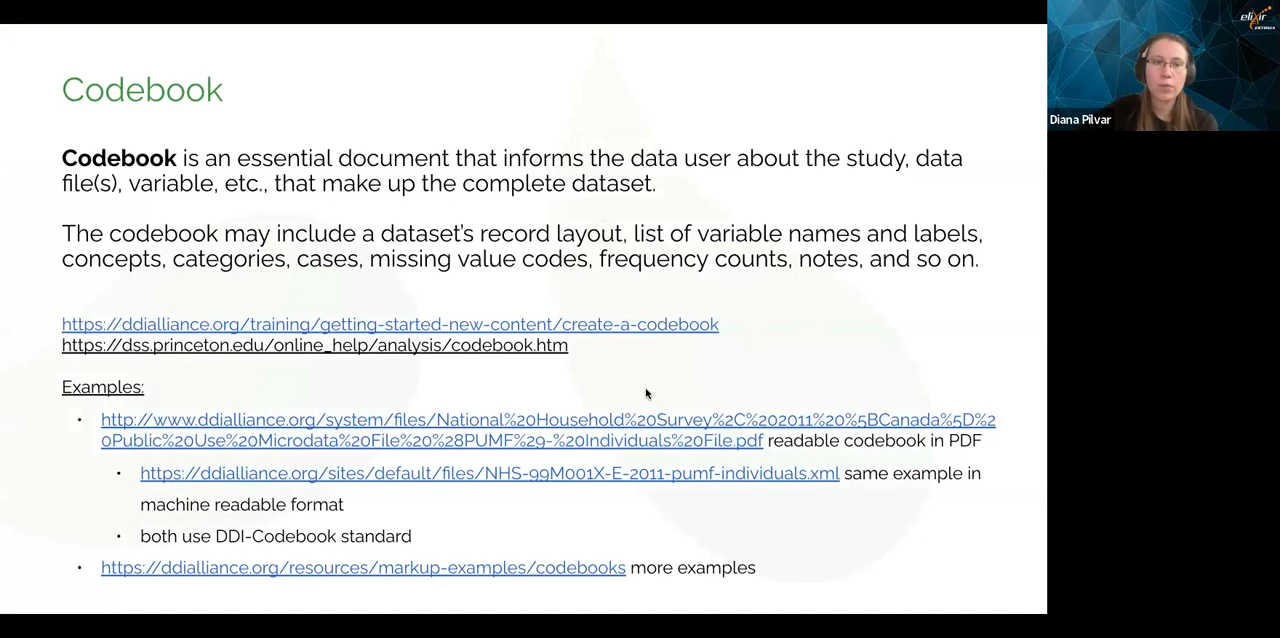 Codebook
Codebook is an essential document that informs the data user about the study, data
file(s), variable, etc., that make up the complete dataset.
The codebook may include a dataset's record layout, list of variable names and labels,
concepts, categories, cases, missing value codes, frequency counts, notes, and so on.
https://ddialliance.org/training/getting-started-new-content/create-a-codebook
https://dss.princeton.edu/online_help/analysis/codebook.htm
Examples:
• http://www.ddialliance.org/system/files/National%20Household%20Survey%2C%202011%20%5BCanada%5D%2
0Public%20Use%20Microdata%20File%20%28PUMF%29-%20Individuals%20File.pdf readable codebook in PDF
• https://ddialliance.org/sites/default/files/NHS-99M001X-E-2011-pumf-individuals.xml same example in
machine readable format
• both use DDI-Codebook standard
• https://ddialliance.org/resources/markup-examples/codebooks more examples
elixir
ESTONIA
Diana Pilvar